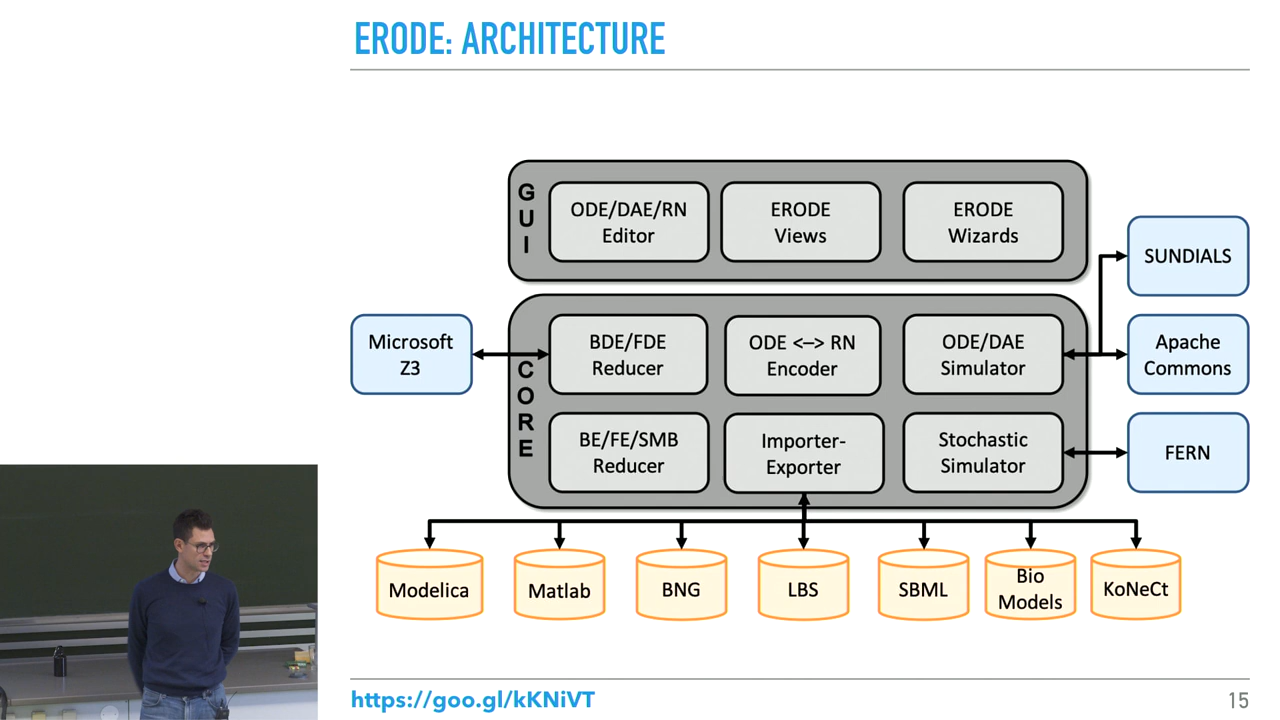 ERODE: ARCHITECTURE
GUI
ODE/DAE/RN
Editor
ERODE
Views
ERODE
Wizards
SUNDIALS
Microsoft
Z3
CORE
BDE/FDE
Reducer
ODE <–> RN
Encoder
ODE/DAE
Simulator
Apache
Commons
BE/FE/SMB
Reducer
Importer-
Exporter
Stochastic
Simulator
FERN
Modelica
Matlab
BNG
LBS
SBML
Bio
Models
KoNeCt
https://goo.gl/kKNiVT
15